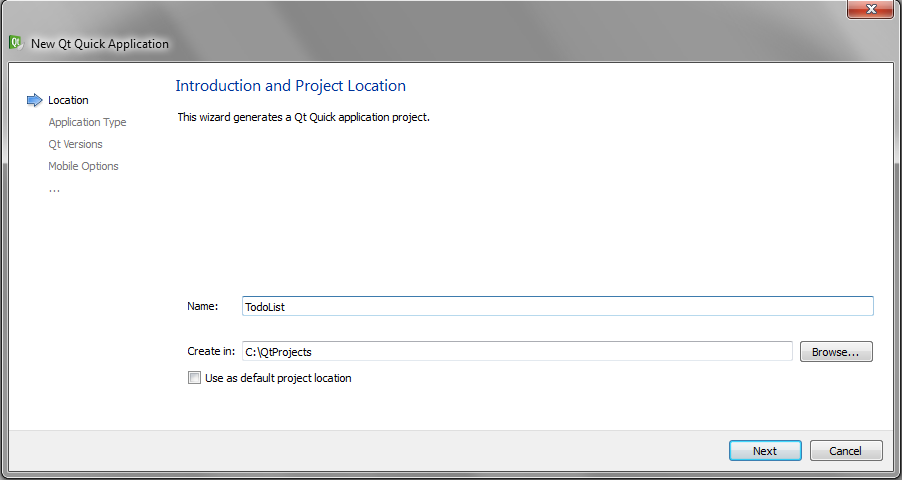 New Qt Quick Application
Location
Application Type
Qt Versions
Mobile Options
...
Introduction and Project Location
This wizard generates a Qt Quick application project.
Name: TodoList
Create in: C:\QtProjects Browse...
Use as default project location
Next Cancel